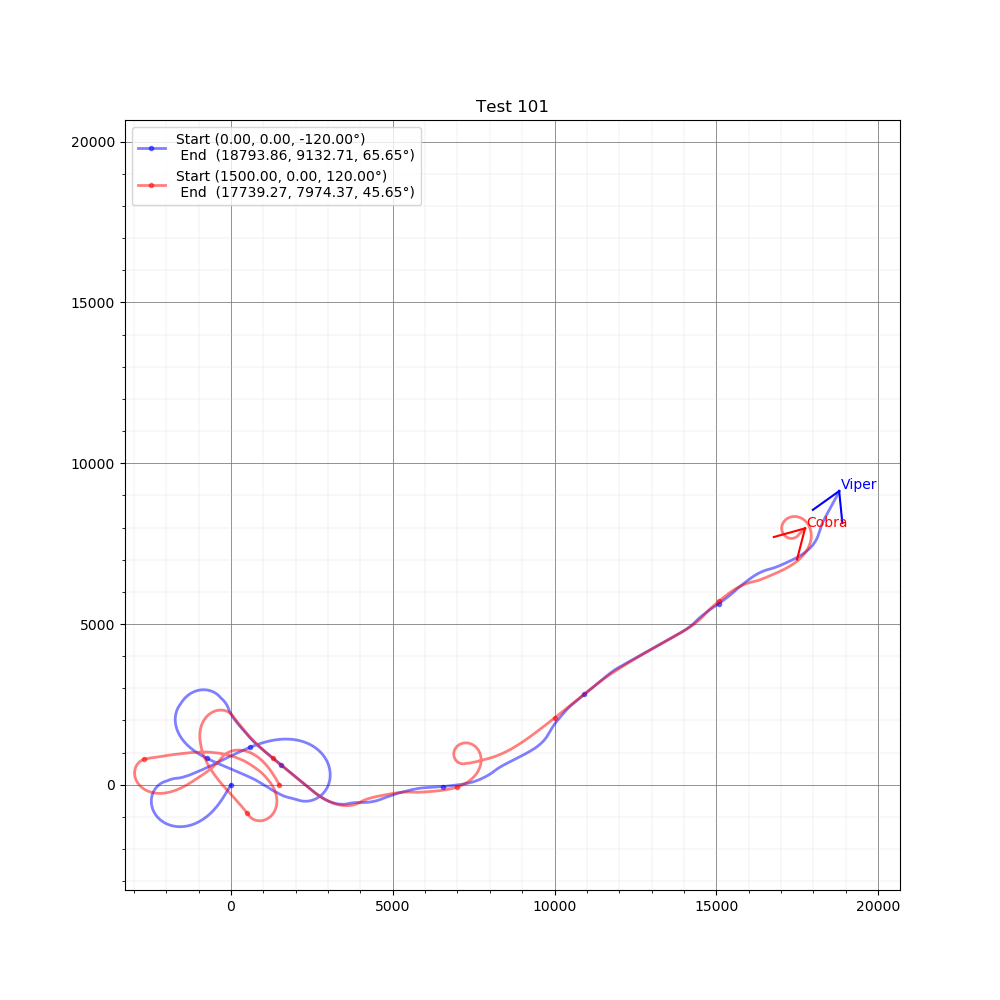 Test 101
Start (0.00, 0.00, -120.00°)
End (18793.86, 9132.71, 65.65°)
Start (1500.00, 0.00, 120.00°)
End (17739.27, 7974.37, 45.65°)
20000
15000
10000
5000
0
Viper
Cobra
0
5000
10000
15000
20000